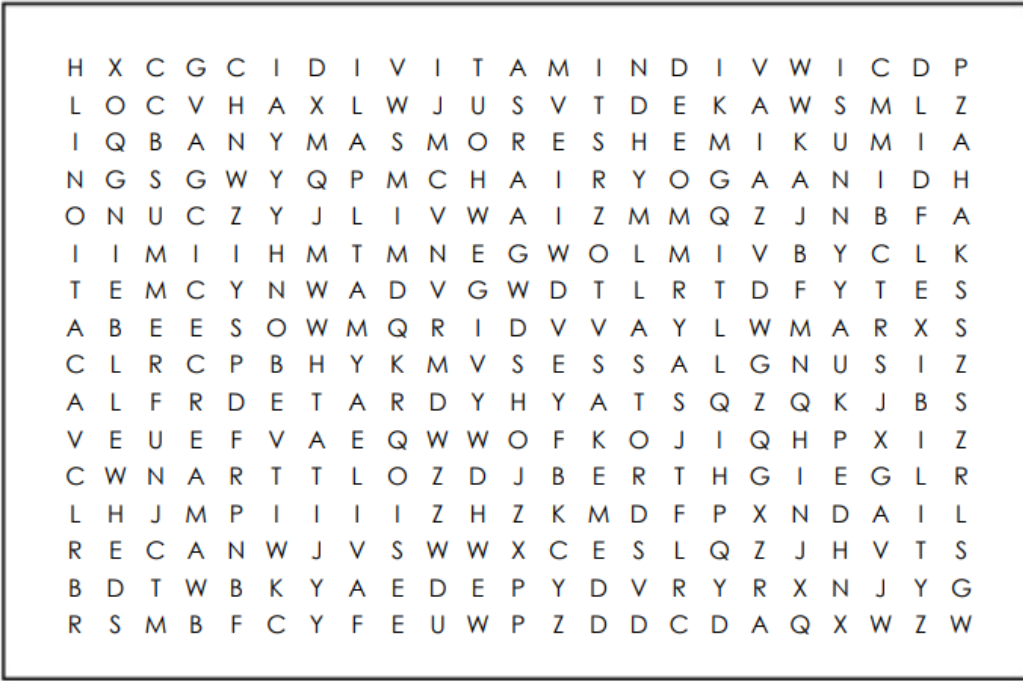 H X C G C I D I V I T A M I N D I V W I C D P
L O C V H A X L W J U S V T D E K A W S M L Z
I Q B A N Y M A S M O R E S H E M I K U M I A
N G S G W Y Q P M C H A I R Y O G A A N I D H
O N U C Z Y J L I V W A I Z M M Q Z J N B F A
I I M I I H M T M N E G W O L M I V B Y C L K
T E M C Y N W A D V G W D T L R T D F Y T E S
A B E E S O W M Q R I D V V A Y L W M A R X S
C L R C P B H Y K M V S E S S A L G N U S I Z
A L F R D E T A R D Y H Y A T S Q Z Q K J B S
V E U E F V A E Q W W O F K O J I Q H P X I Z
C W N A R T T L O Z D J B E R T H G I E G L R
L H J M P I I I I Z H Z K M D F P X N D A I L
R E C A N W J V S W W X C E S L Q Z J H V T S
B D T W B K Y A E D E P Y D V R Y R X N J Y G
R S M B F C Y F E U W P Z D D C D A Q X W Z W